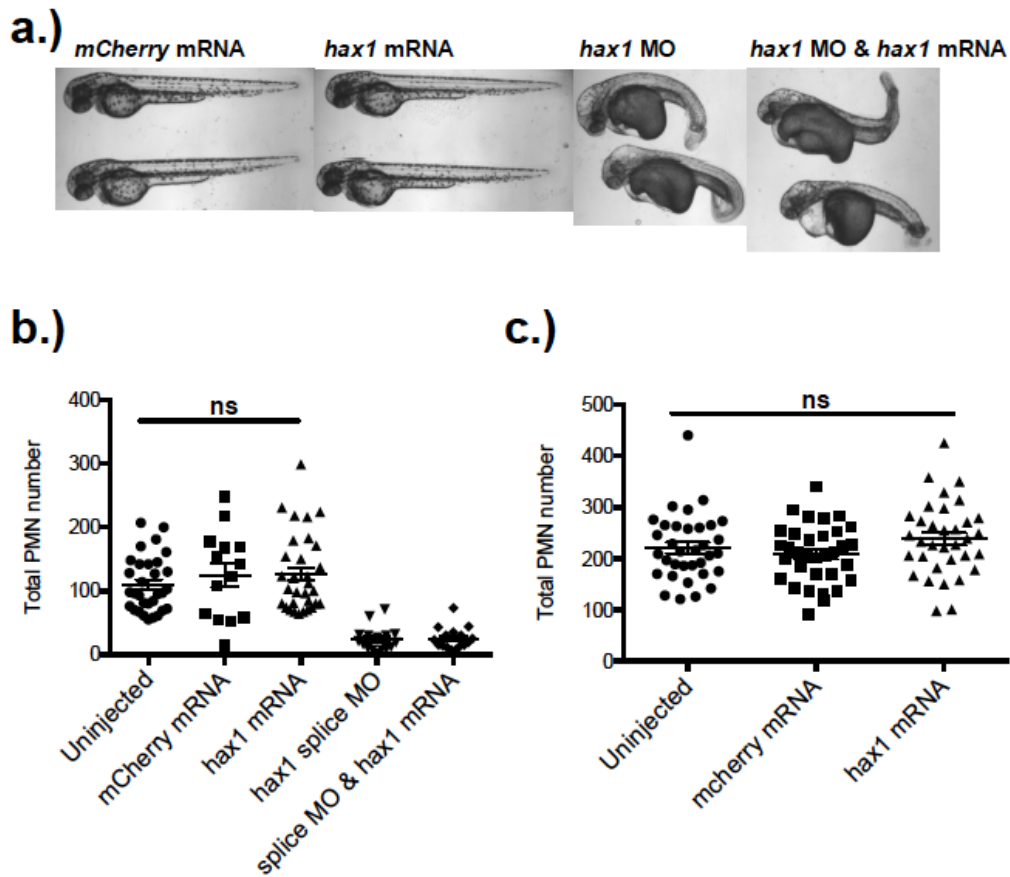 a.)
mCherry mRNA hax1 mRNA hax1 MO hax1 MO & hax1 mRNA
b.)
ns
Total PMN number
400
300
200
100
0
Uninjected
mCherry mRNA
hax1 mRNA
hax1 splice MO
splice MO & hax1 mRNA
c.)
ns
Total PMN number
500
400
300
200
100
0
Uninjected
mcherry mRNA
hax1 mRNA